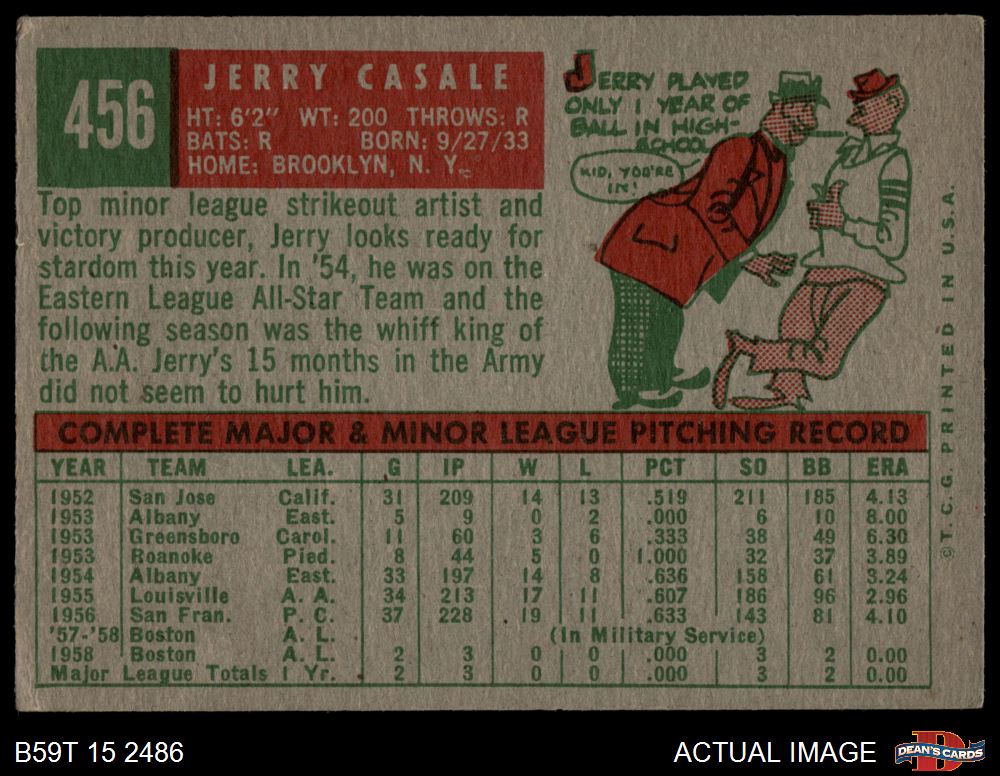 456
JERRY CASALE
HT: 6'2" WT: 200 THROWS: R
BATS: R BORN: 9/27/33
HOME: BROOKLYN, N. Y.
Top minor league strikeout artist and
victory producer, Jerry looks ready for
stardom this year. In '54, he was on the
Eastern League All-Star Team and the
following season was the whiff king of
the A.A. Jerry's 15 months in the Army
did not seem to hurt him.
JERRY PLAYED
ONLY 1 YEAR OF
BALL IN HIGH-
SCHOOL
KID, YOU'RE
IN!
COMPLETE MAJOR & MINOR LEAGUE PITCHING RECORD
YEAR TEAM LEA. G IP W L PCT SO BB ERA
1952 San Jose Calif. 31 209 14 13 .519 211 185 4.13
1953 Albany East. 5 9 0 2 .000 6 10 8.00
1953 Greensboro Carol. 11 60 3 6 .333 38 49 6.30
1953 Roanoke Pied. 8 44 5 0 1.000 32 37 3.89
1954 Albany East. 33 197 14 8 .636 158 61 3.24
1955 Louisville A. A. 34 213 17 11 .607 186 96 2.96
1956 San Fran. P. C. 37 228 19 11 .633 143 81 4.10
'57-'58 Boston A. L. (In Military Service)
1958 Boston A. L. 2 3 0 0 .000 3 2 0.00
Major League Totals 1 Yr. 2 3 0 0 .000 3 2 0.00
© T. C. G. PRINTED IN U.S.A.
B59T 15 2486
ACTUAL IMAGE
D
DEAN'S CARDS